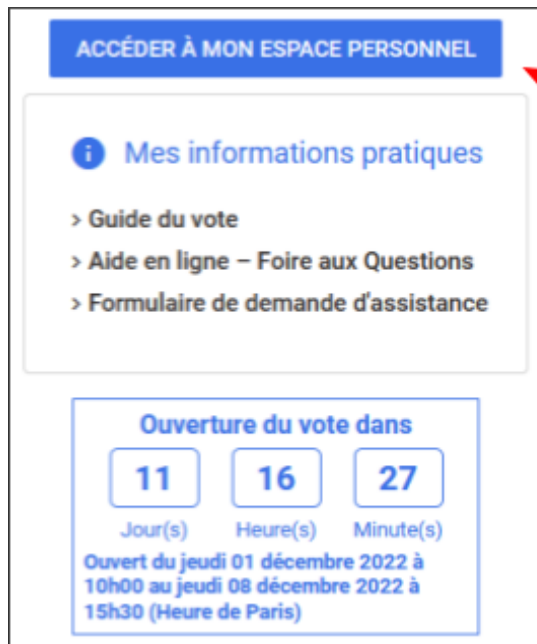 ACCÉDER À MON ESPACE PERSONNEL
i Mes informations pratiques
> Guide du vote
> Aide en ligne – Foire aux Questions
> Formulaire de demande d'assistance
Ouverture du vote dans
11 16 27
Jour(s) Heure(s) Minute(s)
Ouvert du jeudi 01 décembre 2022 à
10h00 au jeudi 08 décembre 2022 à
15h30 (Heure de Paris)